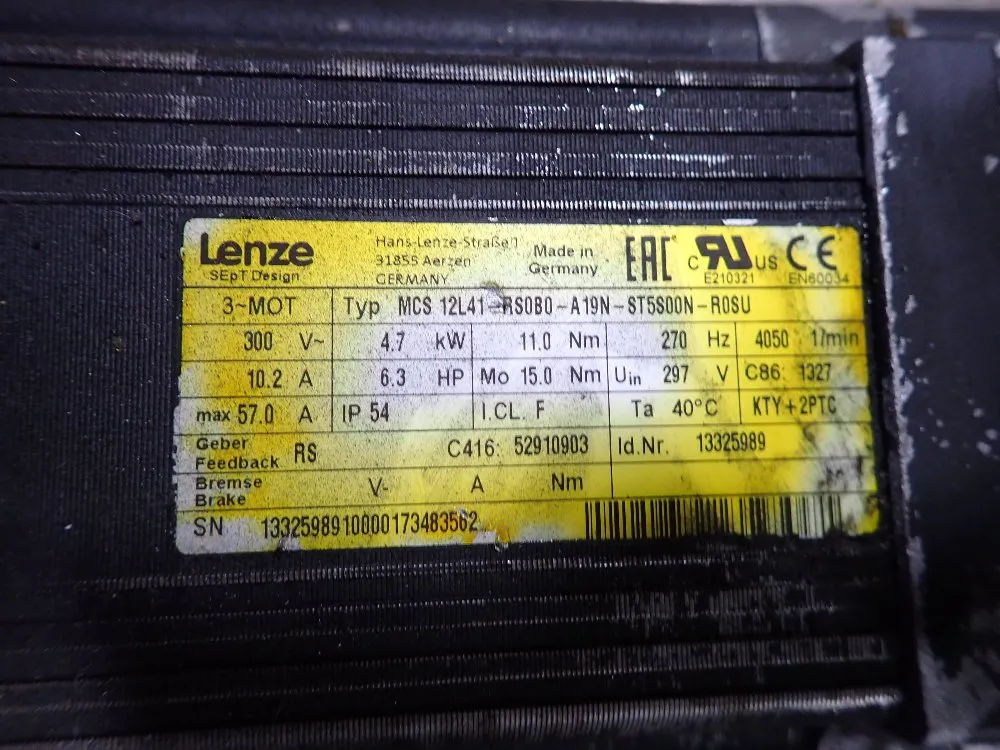 Lenze
SEpT Design
Hans-Lenze-Straße 1
31855 Aerzen
GERMANY
Made in
Germany
EAC
C RU US
E210321
CE
EN60034
3~MOT Typ MCS 12L41-RS0B0-A19N-ST5S00N-R0SU
300 V~ 4.7 kW 11.0 Nm 270 Hz 4050 1/min
10.2 A 6.3 HP Mo 15.0 Nm Uin 297 V C86: 1327
max 57.0 A IP 54 I.CL. F Ta 40°C KTY+2PTC
Geber
Feedback RS C416: 52910903 Id.Nr. 13325989
Bremse
Brake V- A Nm
SN 1332598910000173483562